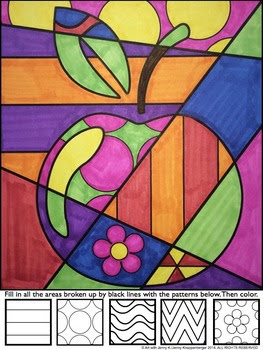 Fill in all the areas broken up by black lines with the patterns below. Then color.
© Art with Jenny K (Jenny Knappenberger 2014) ALL RIGHTS RESERVED